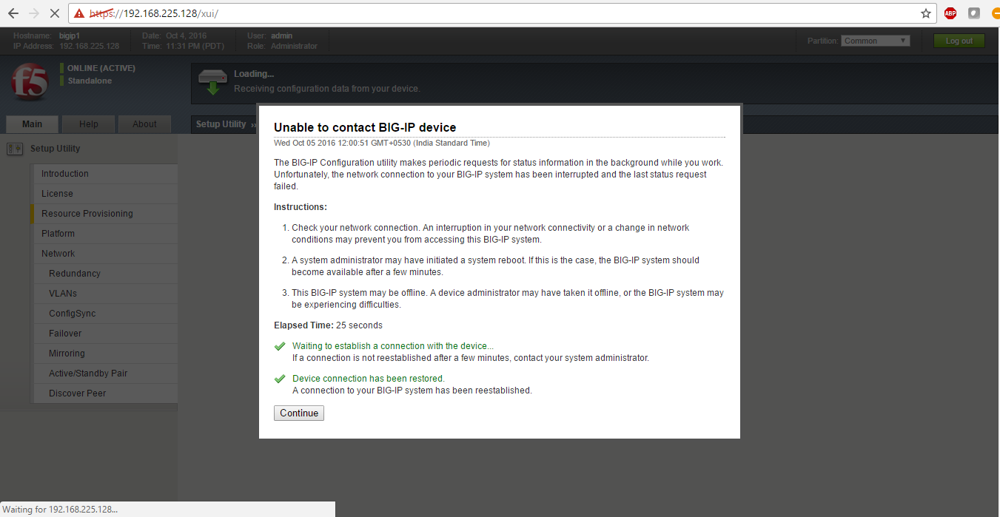 https://192.168.225.128/xui/
ABP
Hostname: bigip1
IP Address: 192.168.225.128
Date: Oct 4, 2016
Time: 11:31 PM (PDT)
User: admin
Role: Administrator
Partition: Common
Log out
f5
ONLINE (ACTIVE)
Standalone
Loading...
Receiving configuration data from your device.
Main
Help
About
Setup Utility »
Setup Utility
Introduction
License
Resource Provisioning
Platform
Network
Redundancy
VLANs
ConfigSync
Failover
Mirroring
Active/Standby Pair
Discover Peer
Unable to contact BIG-IP device
Wed Oct 05 2016 12:00:51 GMT+0530 (India Standard Time)
The BIG-IP Configuration utility makes periodic requests for status information in the background while you work.
Unfortunately, the network connection to your BIG-IP system has been interrupted and the last status request
failed.
Instructions:
1. Check your network connection. An interruption in your network connectivity or a change in network
conditions may prevent you from accessing this BIG-IP system.
2. A system administrator may have initiated a system reboot. If this is the case, the BIG-IP system should
become available after a few minutes.
3. This BIG-IP system may be offline. A device administrator may have taken it offline, or the BIG-IP system may
be experiencing difficulties.
Elapsed Time: 25 seconds
Waiting to establish a connection with the device...
If a connection is not reestablished after a few minutes, contact your system administrator.
Device connection has been restored.
A connection to your BIG-IP system has been reestablished.
Continue
Waiting for 192.168.225.128...